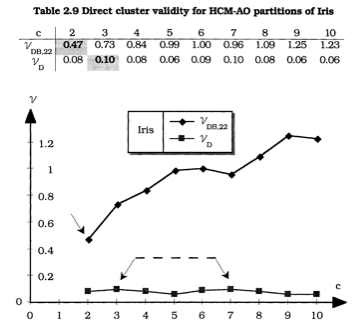 Table 2.9 Direct cluster validity for HCM-AO partitions of Iris
c 2 3 4 5 6 7 8 9 10
𝒱DB,22 0.47 0.73 0.84 0.99 1.00 0.96 1.09 1.25 1.23
𝒱D 0.08 0.10 0.08 0.06 0.09 0.10 0.08 0.06 0.06
𝒱
Iris
𝒱DB,22
𝒱D
1.2
1
0.8
0.6
0.4
0.2
c
0
0 1 2 3 4 5 6 7 8 9 10